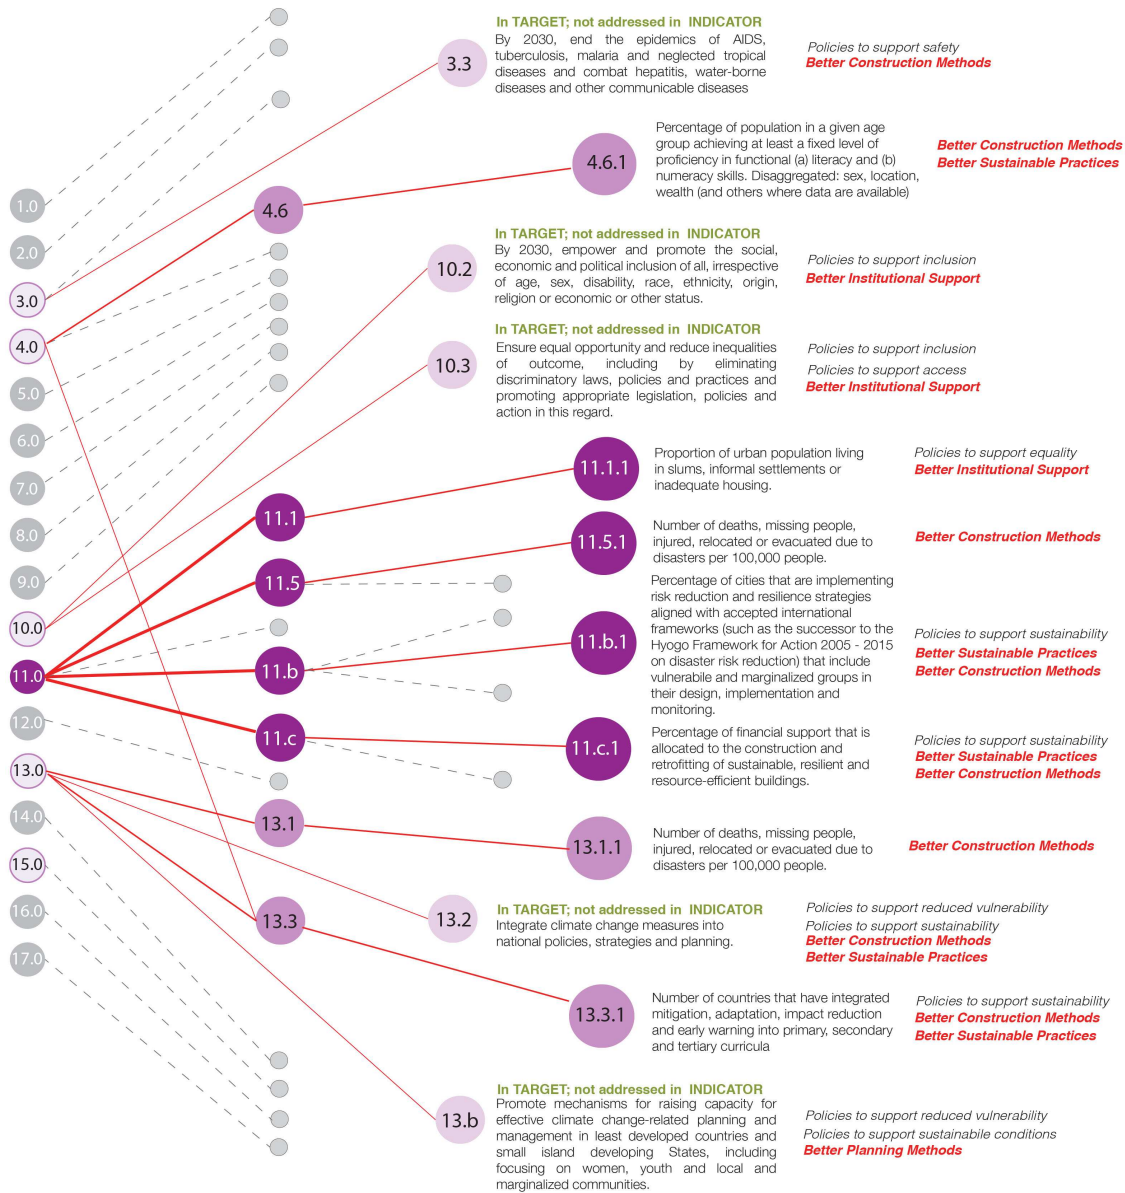 In TARGET; not addressed in INDICATOR
By 2030, end the epidemics of AIDS,
tuberculosis, malaria and neglected tropical
diseases and combat hepatitis, water-borne
diseases and other communicable diseases
3.3
Policies to support safety
Better Construction Methods
Percentage of population in a given age
group achieving at least a fixed level of
proficiency in functional (a) literacy and (b)
numeracy skills. Disaggregated: sex, location,
wealth (and others where data are available)
4.6.1
Better Construction Methods
Better Sustainable Practices
1.0
2.0
3.0
4.0
5.0
6.0
7.0
8.0
9.0
10.0
11.0
12.0
13.0
14.0
15.0
16.0
17.0
4.6
In TARGET; not addressed in INDICATOR
By 2030, empower and promote the social,
economic and political inclusion of all, irrespective
of age, sex, disability, race, ethnicity, origin,
religion or economic or other status.
10.2
Policies to support inclusion
Better Institutional Support
In TARGET; not addressed in INDICATOR
Ensure equal opportunity and reduce inequalities
of outcome, including by eliminating
discriminatory laws, policies and practices and
promoting appropriate legislation, policies and
action in this regard.
10.3
Policies to support inclusion
Policies to support access
Better Institutional Support
11.1
11.1.1
Proportion of urban population living
in slums, informal settlements or
inadequate housing.
Policies to support equality
Better Institutional Support
11.5
11.5.1
Number of deaths, missing people,
injured, relocated or evacuated due to
disasters per 100,000 people.
Better Construction Methods
11.b
11.b.1
Percentage of cities that are implementing
risk reduction and resilience strategies
aligned with accepted international
frameworks (such as the successor to the
Hyogo Framework for Action 2005 - 2015
on disaster risk reduction) that include
vulnerabile and marginalized groups in
their design, implementation and
monitoring.
Policies to support sustainability
Better Sustainable Practices
Better Construction Methods
11.c
11.c.1
Percentage of financial support that is
allocated to the construction and
retrofitting of sustainable, resilient and
resource-efficient buildings.
Policies to support sustainability
Better Sustainable Practices
Better Construction Methods
13.1
13.1.1
Number of deaths, missing people,
injured, relocated or evacuated due to
disasters per 100,000 people.
Better Construction Methods
13.2
In TARGET; not addressed in INDICATOR
Integrate climate change measures into
national policies, strategies and planning.
Policies to support reduced vulnerability
Policies to support sustainability
Better Construction Methods
Better Sustainable Practices
13.3
13.3.1
Number of countries that have integrated
mitigation, adaptation, impact reduction
and early warning into primary, secondary
and tertiary curricula
Policies to support sustainability
Better Construction Methods
Better Sustainable Practices
13.b
In TARGET; not addressed in INDICATOR
Promote mechanisms for raising capacity for
effective climate change-related planning and
management in least developed countries and
small island developing States, including
focusing on women, youth and local and
marginalized communities.
Policies to support reduced vulnerability
Policies to support sustainabile conditions
Better Planning Methods